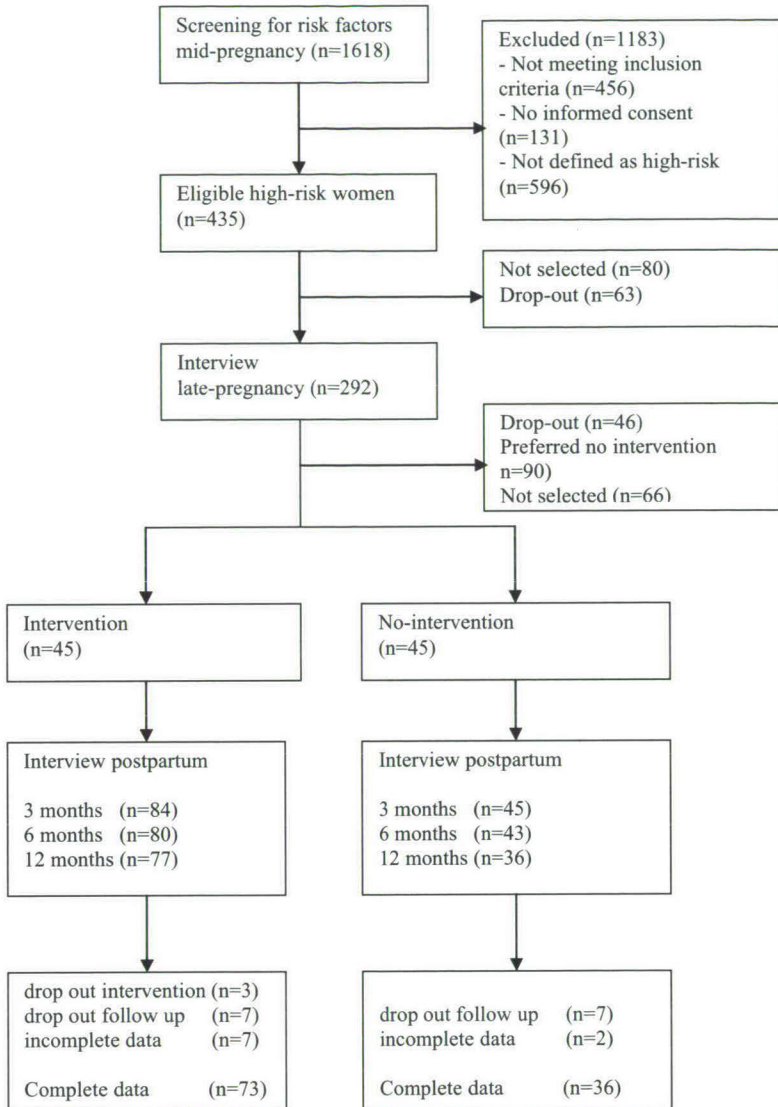 Screening for risk factors
mid-pregnancy (n=1618)
Excluded (n=1183)
- Not meeting inclusion
criteria (n=456)
- No informed consent
(n=131)
- Not defined as high-risk
(n=596)
Eligible high-risk women
(n=435)
Not selected (n=80)
Drop-out (n=63)
Interview
late-pregnancy (n=292)
Drop-out (n=46)
Preferred no intervention
n=90)
Not selected (n=66)
Intervention
(n=45)
No-intervention
(n=45)
Interview postpartum
3 months (n=84)
6 months (n=80)
12 months (n=77)
Interview postpartum
3 months (n=45)
6 months (n=43)
12 months (n=36)
drop out intervention (n=3)
drop out follow up (n=7)
incomplete data (n=7)
Complete data (n=73)
drop out follow up (n=7)
incomplete data (n=2)
Complete data (n=36)